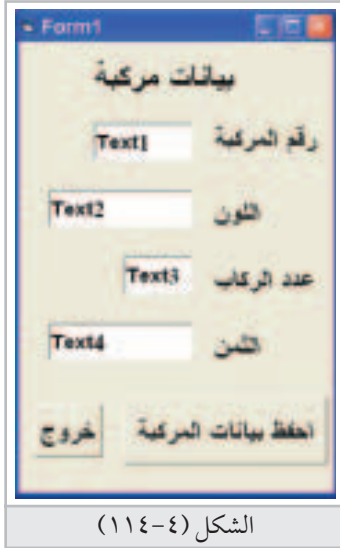 Form1
بيانات مركبة
رقم المركبة Text1
اللون Text2
عدد الركاب Text3
الثمن Text4
احفظ بيانات المركبة خروج
الشكل (٤-١١٤)